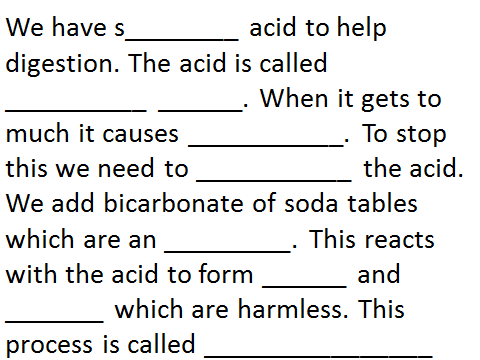 We have s________ acid to help
digestion. The acid is called
__________ ______. When it gets to
much it causes ___________. To stop
this we need to ___________ the acid.
We add bicarbonate of soda tables
which are an _________. This reacts
with the acid to form ______ and
_______ which are harmless. This
process is called ________________